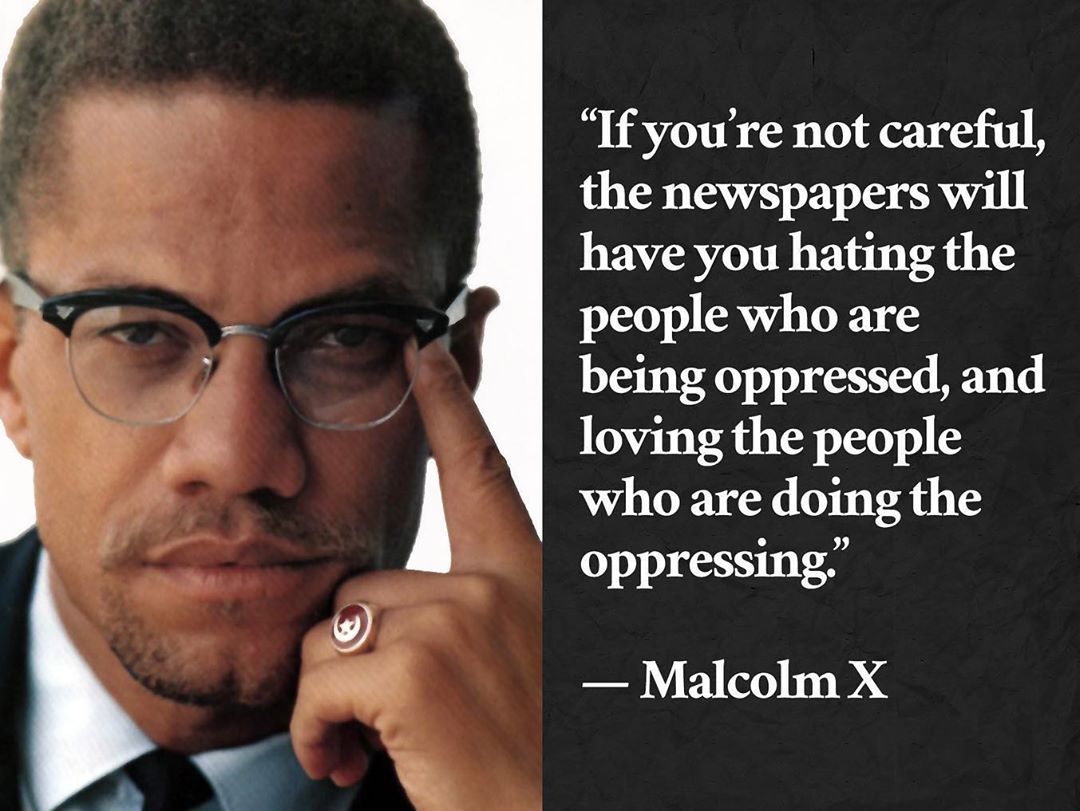 “If you’re not careful,
the newspapers will
have you hating the
people who are
being oppressed, and
loving the people
who are doing the
oppressing.”
— Malcolm X